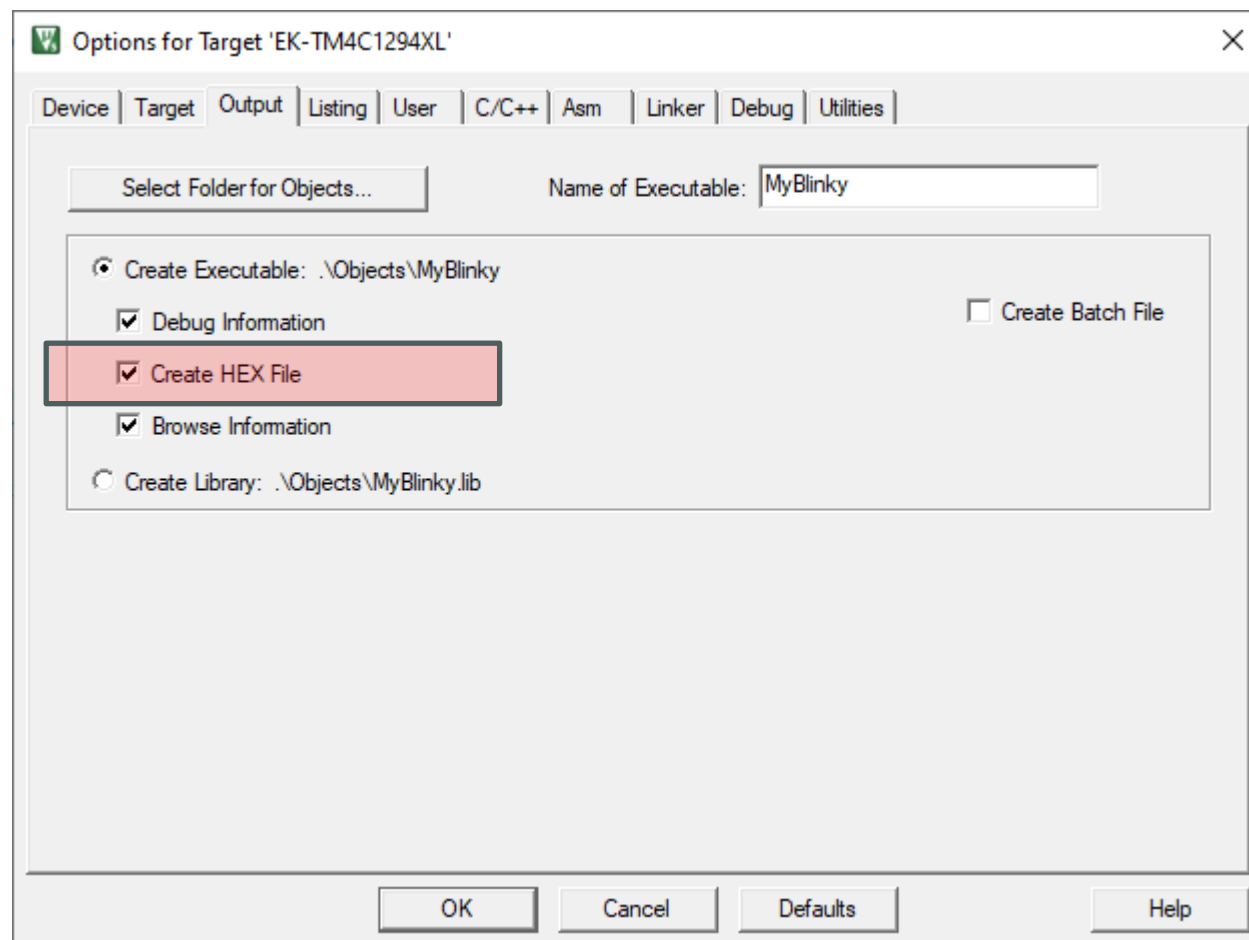 Options for Target 'EK-TM4C1294XL'
Device Target Output Listing User C/C++ Asm Linker Debug Utilities
Select Folder for Objects... Name of Executable: MyBlinky
Create Executable: .\Objects\MyBlinky
Debug Information Create Batch File
Create HEX File
Browse Information
Create Library: .\Objects\MyBlinky.lib
OK Cancel Defaults Help